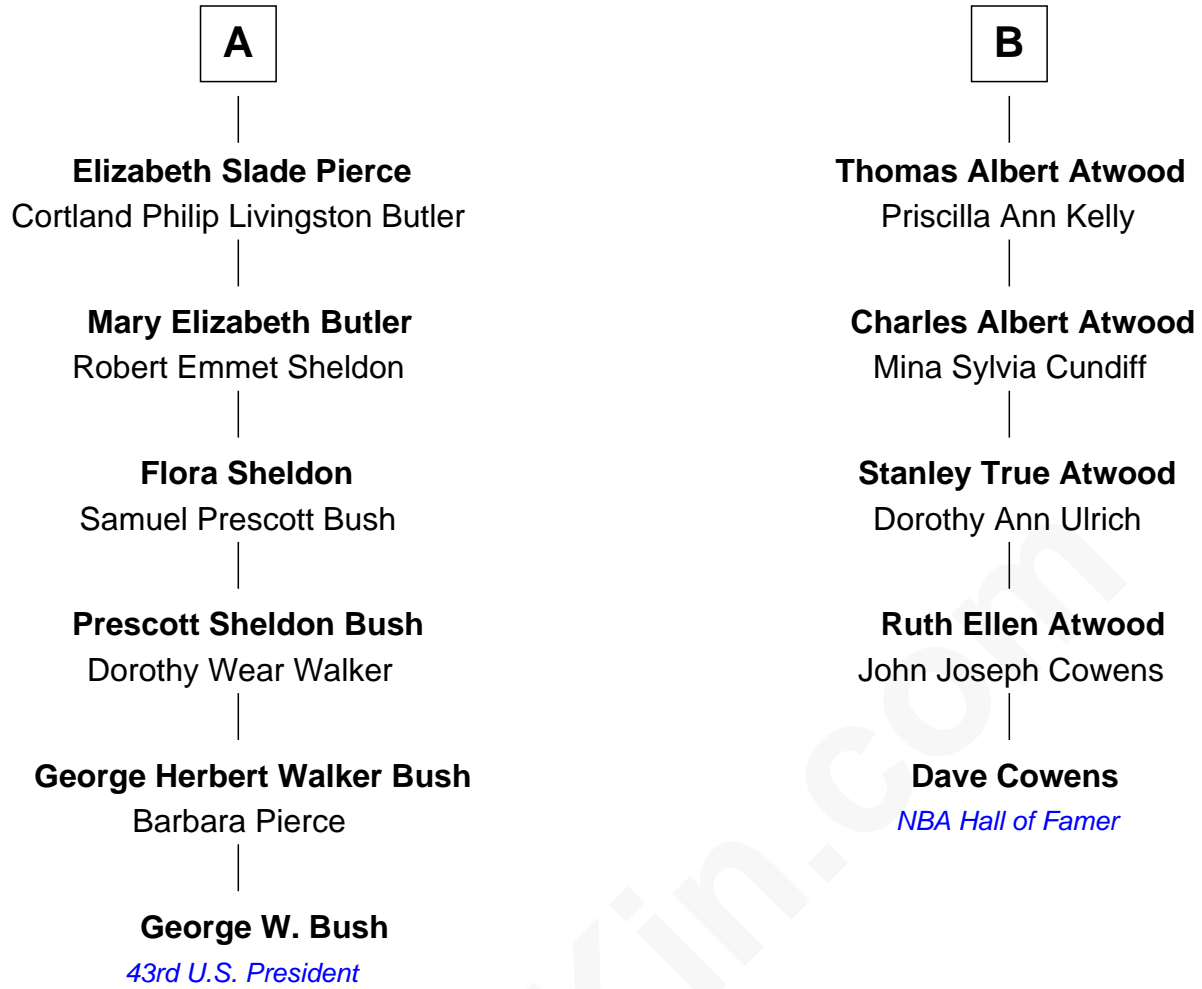 A
Elizabeth Slade Pierce
Cortland Philip Livingston Butler
Mary Elizabeth Butler
Robert Emmet Sheldon
Flora Sheldon
Samuel Prescott Bush
Prescott Sheldon Bush
Dorothy Wear Walker
George Herbert Walker Bush
Barbara Pierce
George W. Bush
43rd U.S. President
B
Thomas Albert Atwood
Priscilla Ann Kelly
Charles Albert Atwood
Mina Sylvia Cundiff
Stanley True Atwood
Dorothy Ann Ulrich
Ruth Ellen Atwood
John Joseph Cowens
Dave Cowens
NBA Hall of Famer